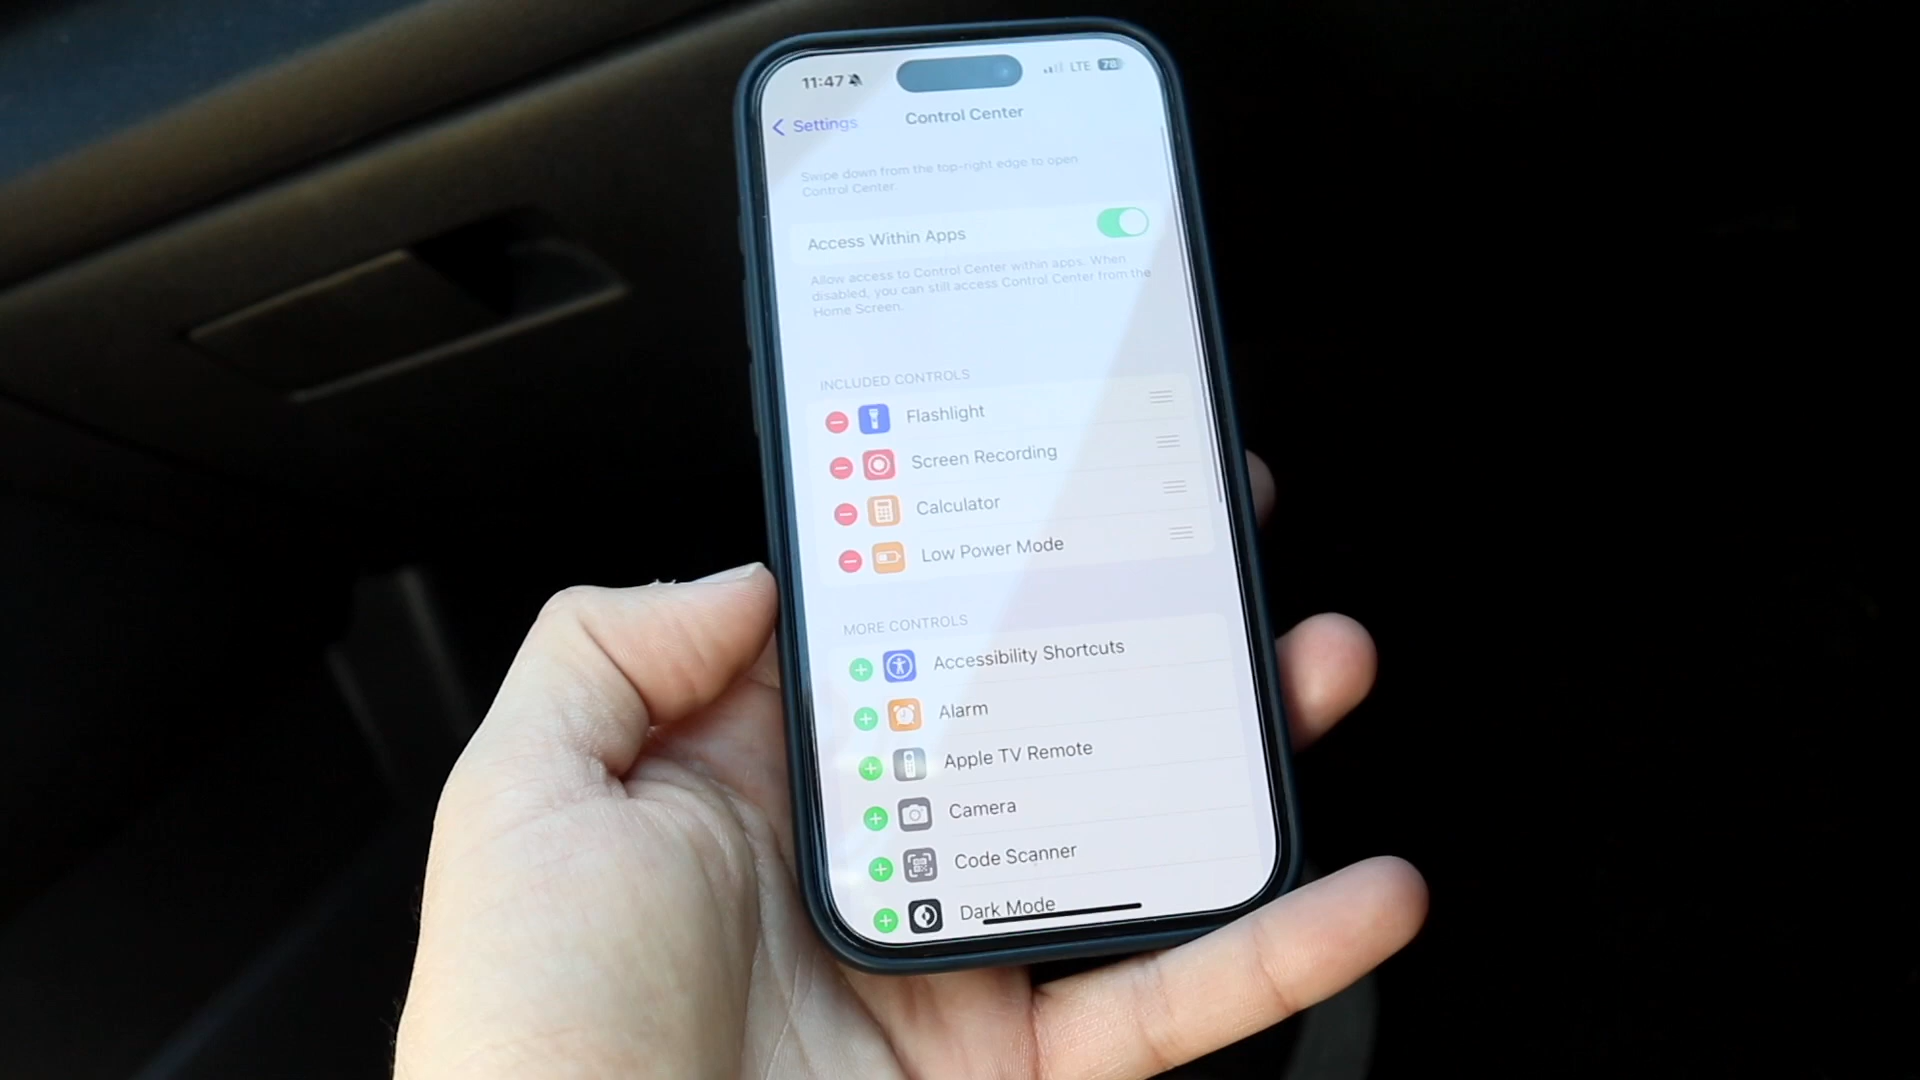 11:47
LTE 78
Settings
Control Center
Swipe down from the top-right edge to open
Control Center.
Access Within Apps
Allow access to Control Center within apps. When
disabled, you can still access Control Center from the
Home Screen.
INCLUDED CONTROLS
Flashlight
Screen Recording
Calculator
Low Power Mode
MORE CONTROLS
Accessibility Shortcuts
Alarm
Apple TV Remote
Camera
Code Scanner
Dark Mode